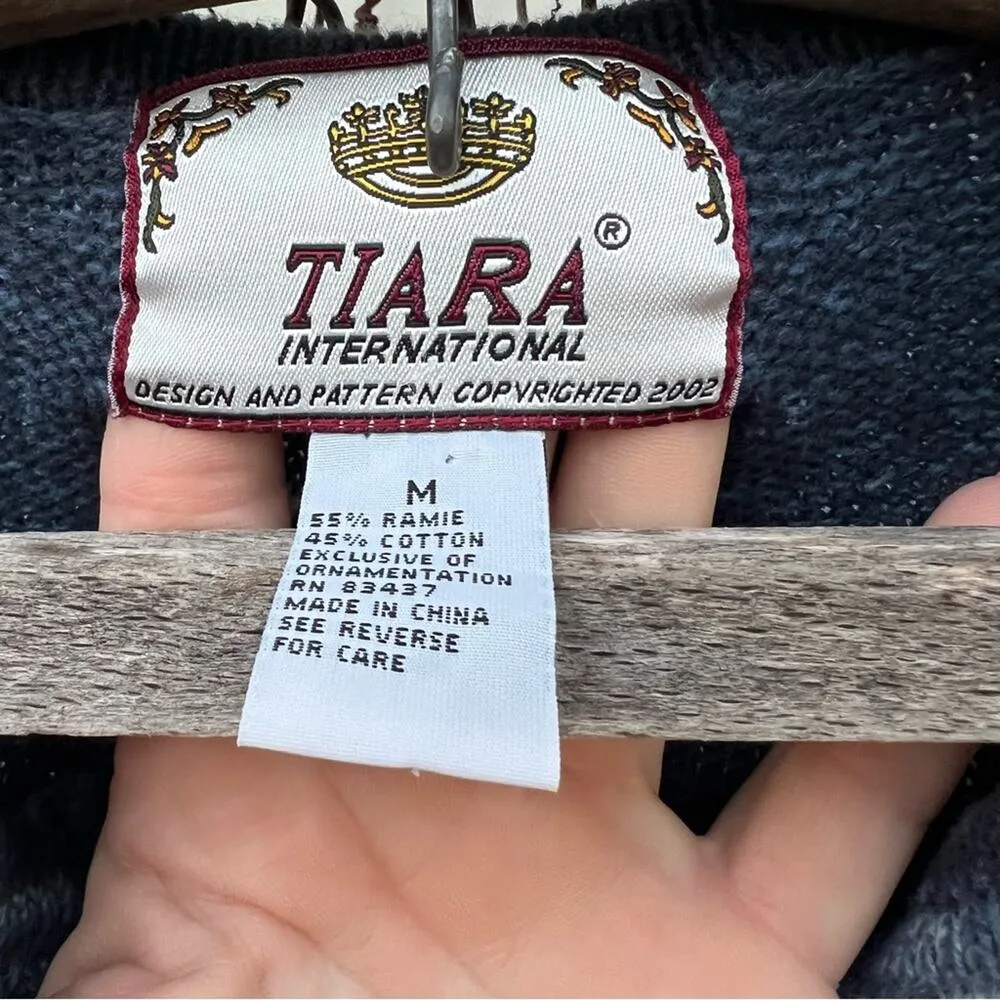 TIARA ®
INTERNATIONAL
DESIGN AND PATTERN COPYRIGHTED 2002
M
55% RAMIE
45% COTTON
EXCLUSIVE OF
ORNAMENTATION
RN 83437
MADE IN CHINA
SEE REVERSE
FOR CARE